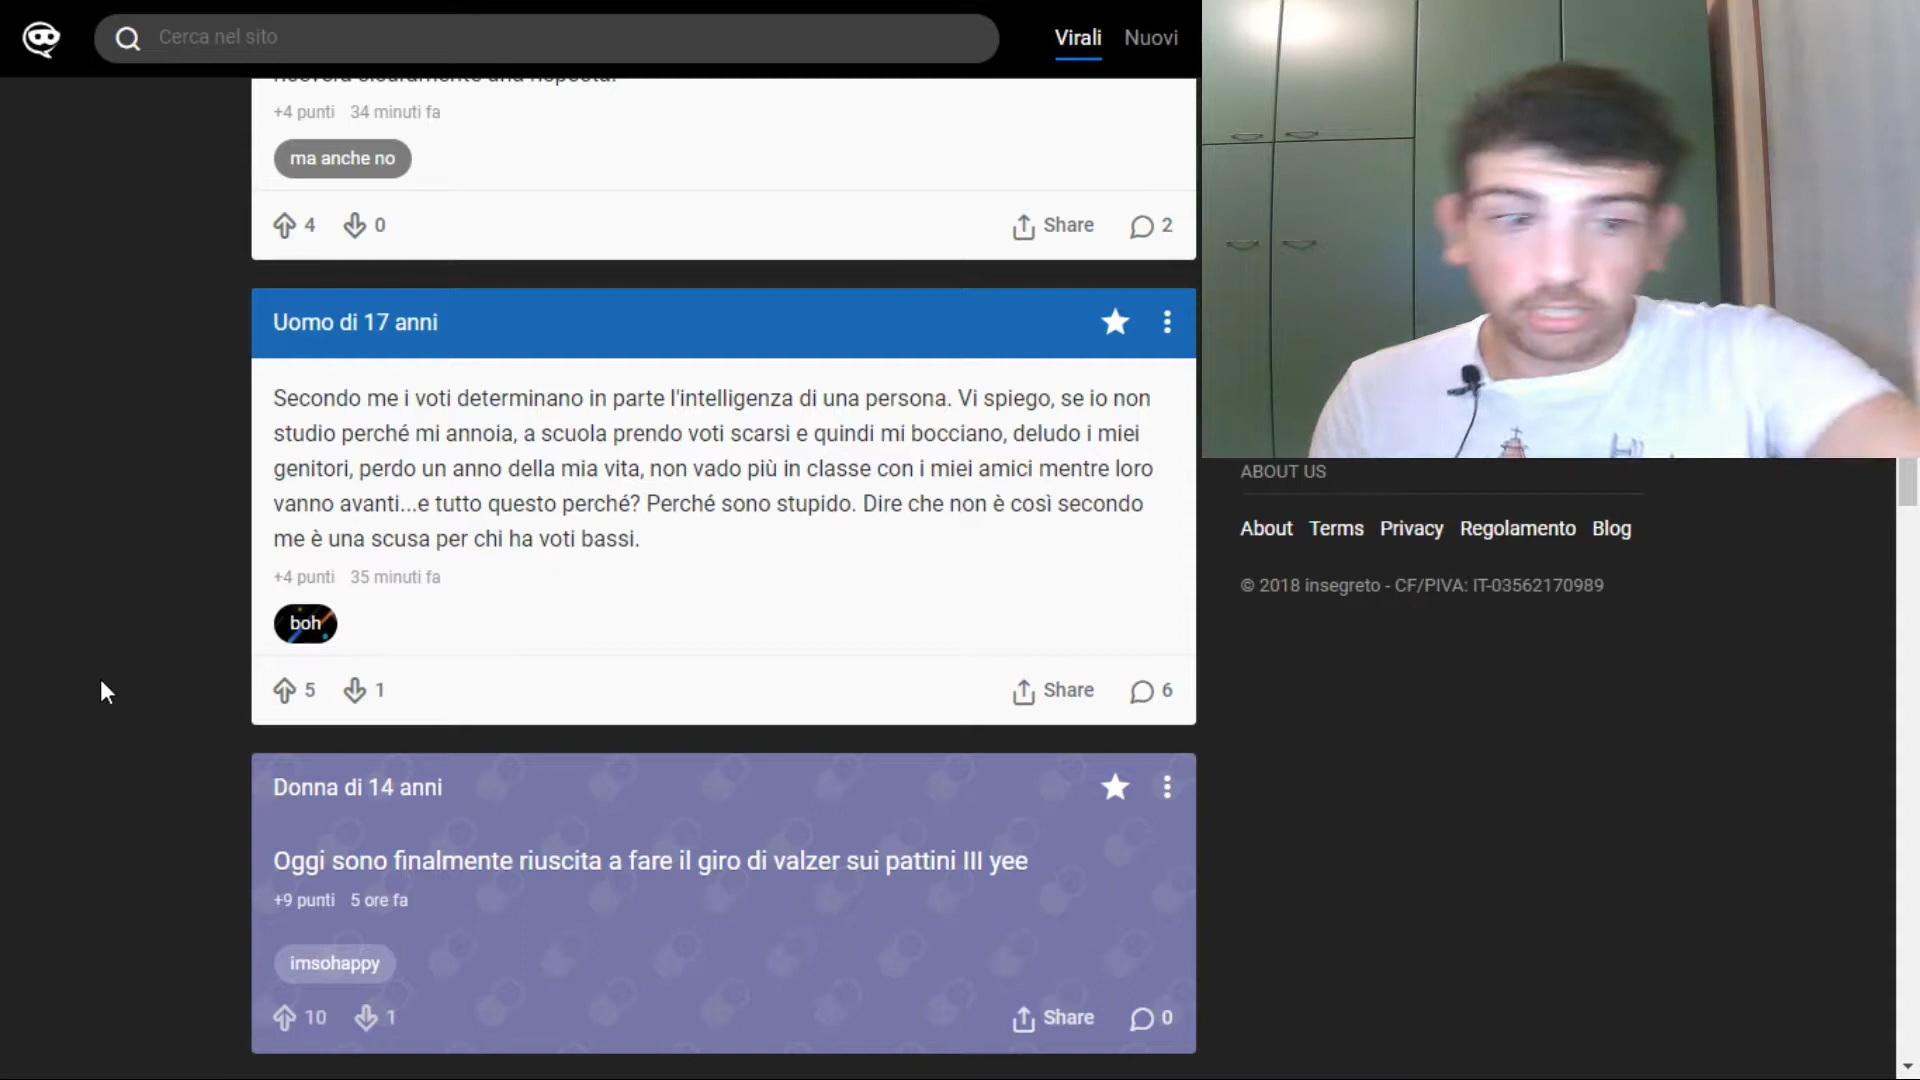 Cerca nel sito
Virali
Nuovi
+4 punti 34 minuti fa
ma anche no
4 0 Share 2
Uomo di 17 anni
Secondo me i voti determinano in parte l'intelligenza di una persona. Vi spiego, se io non
studio perché mi annoia, a scuola prendo voti scarsi e quindi mi bocciano, deludo i miei
genitori, perdo un anno della mia vita, non vado più in classe con i miei amici mentre loro
vanno avanti...e tutto questo perché? Perché sono stupido. Dire che non è così secondo
me è una scusa per chi ha voti bassi.
+4 punti 35 minuti fa
boh
5 1 Share 6
Donna di 14 anni
Oggi sono finalmente riuscita a fare il giro di valzer sui pattini III yee
+9 punti 5 ore fa
imsohappy
10 1 Share 0
ABOUT US
About Terms Privacy Regolamento Blog
© 2018 insegreto - CF/PIVA: IT-03562170989